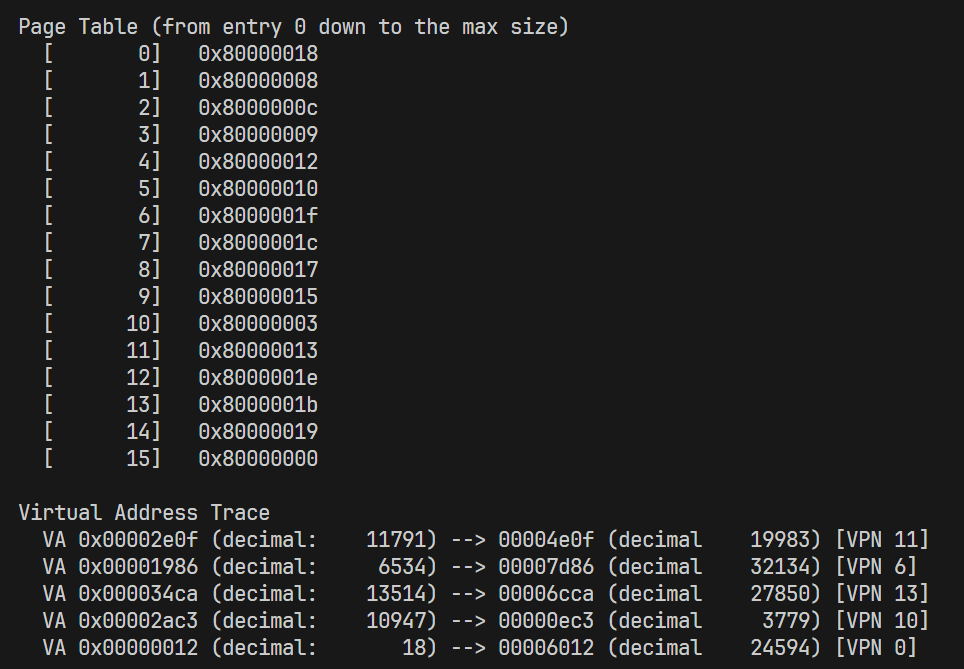 Page Table (from entry 0 down to the max size)
  [       0]   0x80000018
  [       1]   0x80000008
  [       2]   0x8000000c
  [       3]   0x80000009
  [       4]   0x80000012
  [       5]   0x80000010
  [       6]   0x8000001f
  [       7]   0x8000001c
  [       8]   0x80000017
  [       9]   0x80000015
  [      10]   0x80000003
  [      11]   0x80000013
  [      12]   0x8000001e
  [      13]   0x8000001b
  [      14]   0x80000019
  [      15]   0x80000000

Virtual Address Trace
  VA 0x00002e0f (decimal:    11791) --> 00004e0f (decimal    19983) [VPN 11]
  VA 0x00001986 (decimal:     6534) --> 00007d86 (decimal    32134) [VPN 6]
  VA 0x000034ca (decimal:    13514) --> 00006cca (decimal    27850) [VPN 13]
  VA 0x00002ac3 (decimal:    10947) --> 00000ec3 (decimal     3779) [VPN 10]
  VA 0x00000012 (decimal:       18) --> 00006012 (decimal    24594) [VPN 0]